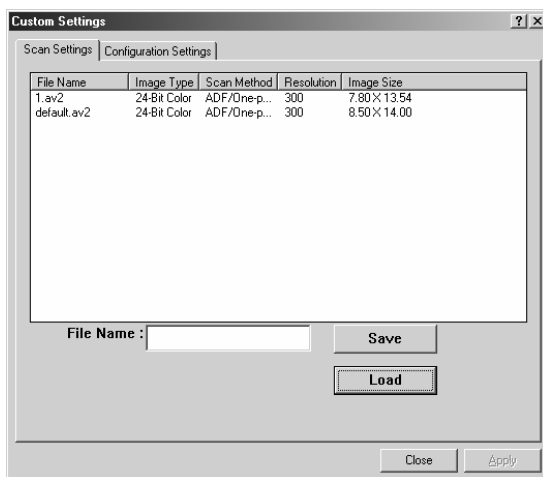 Custom Settings
Scan Settings Configuration Settings
File Name Image Type Scan Method Resolution Image Size
1.av2 24-Bit Color ADF/One-p... 300 7.80 X 13.54
default.av2 24-Bit Color ADF/One-p... 300 8.50 X 14.00
File Name : Save
Load
Close Apply